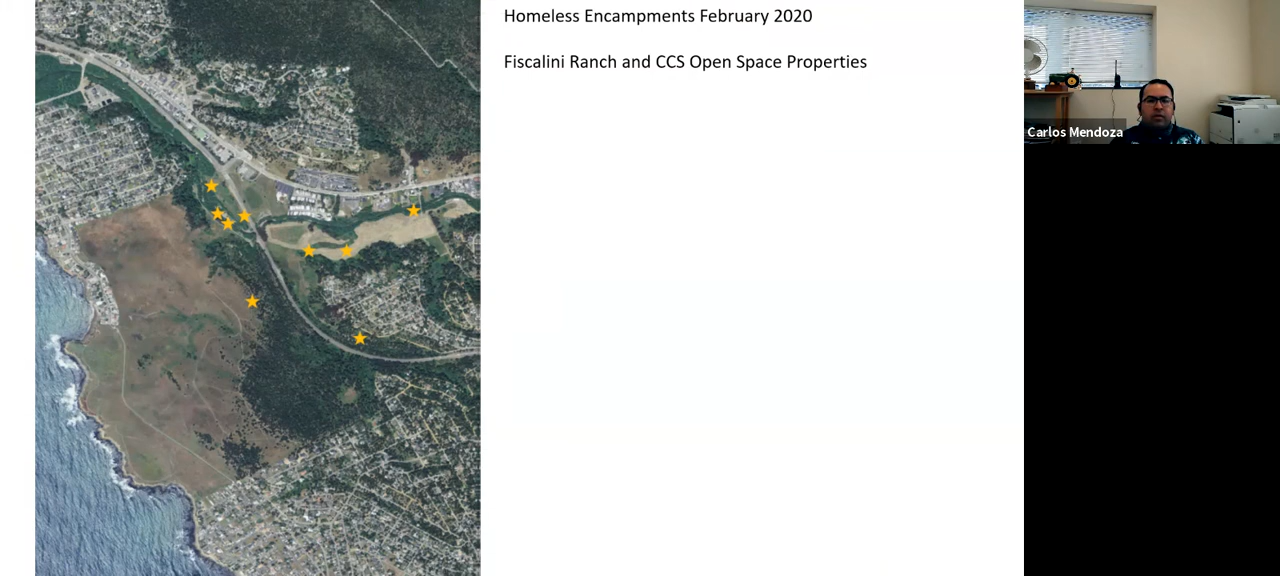 Homeless Encampments February 2020
Fiscalini Ranch and CCS Open Space Properties
Carlos Mendoza